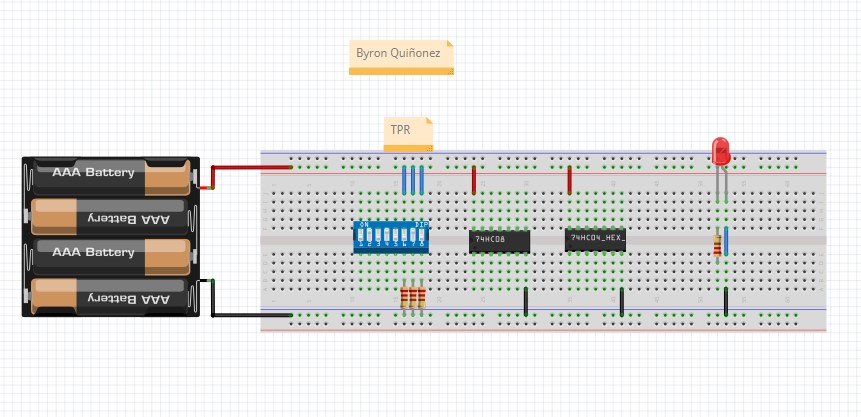 Byron Quiñonez
TPR
AAA Battery
AAA Battery
AAA Battery
AAA Battery
ON DIP
1 2 3 4 5 6 7 8
74HC08
74HC04_HEX_